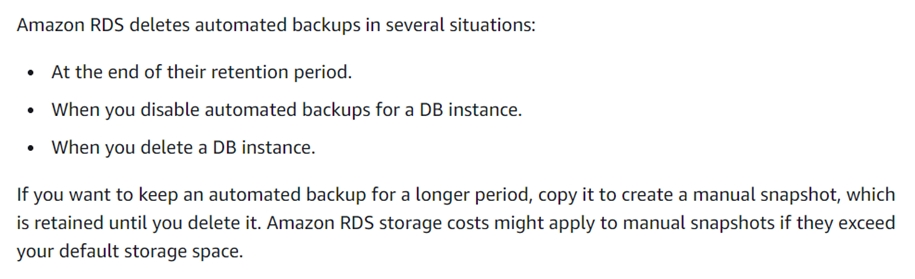 Amazon RDS deletes automated backups in several situations:
• At the end of their retention period.
• When you disable automated backups for a DB instance.
• When you delete a DB instance.
If you want to keep an automated backup for a longer period, copy it to create a manual snapshot, which
is retained until you delete it. Amazon RDS storage costs might apply to manual snapshots if they exceed
your default storage space.